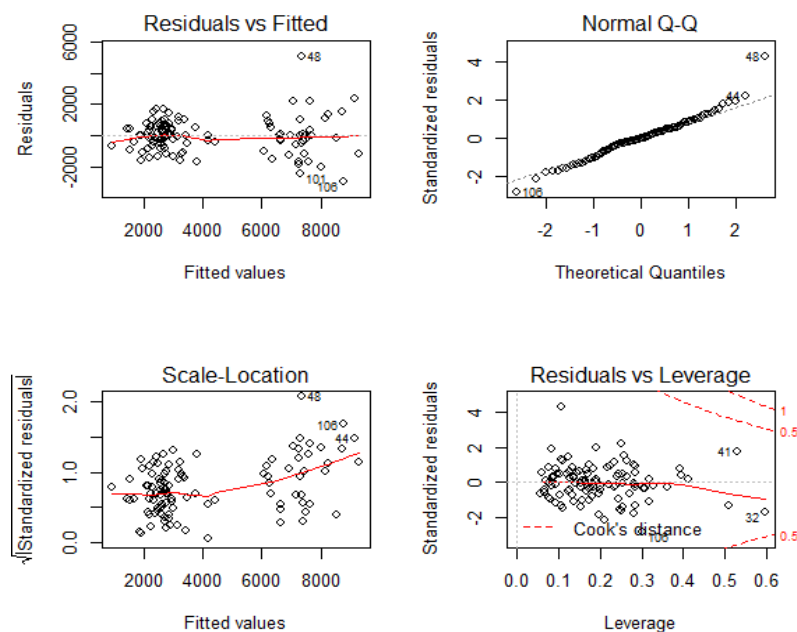 Residuals vs Fitted
Residuals
6000
2000
-2000
48
101
106
2000 4000 6000 8000
Fitted values
Normal Q-Q
Standardized residuals
4
2
0
-2
48
44
106
-2 -1 0 1 2
Theoretical Quantiles
Scale-Location
√|Standardized residuals|
2.0
1.0
0.0
48
106
44
2000 4000 6000 8000
Fitted values
Residuals vs Leverage
Standardized residuals
4
2
0
-2
1
0.5
41
32
0.5
Cook's distance
106
0.0 0.1 0.2 0.3 0.4 0.5 0.6
Leverage